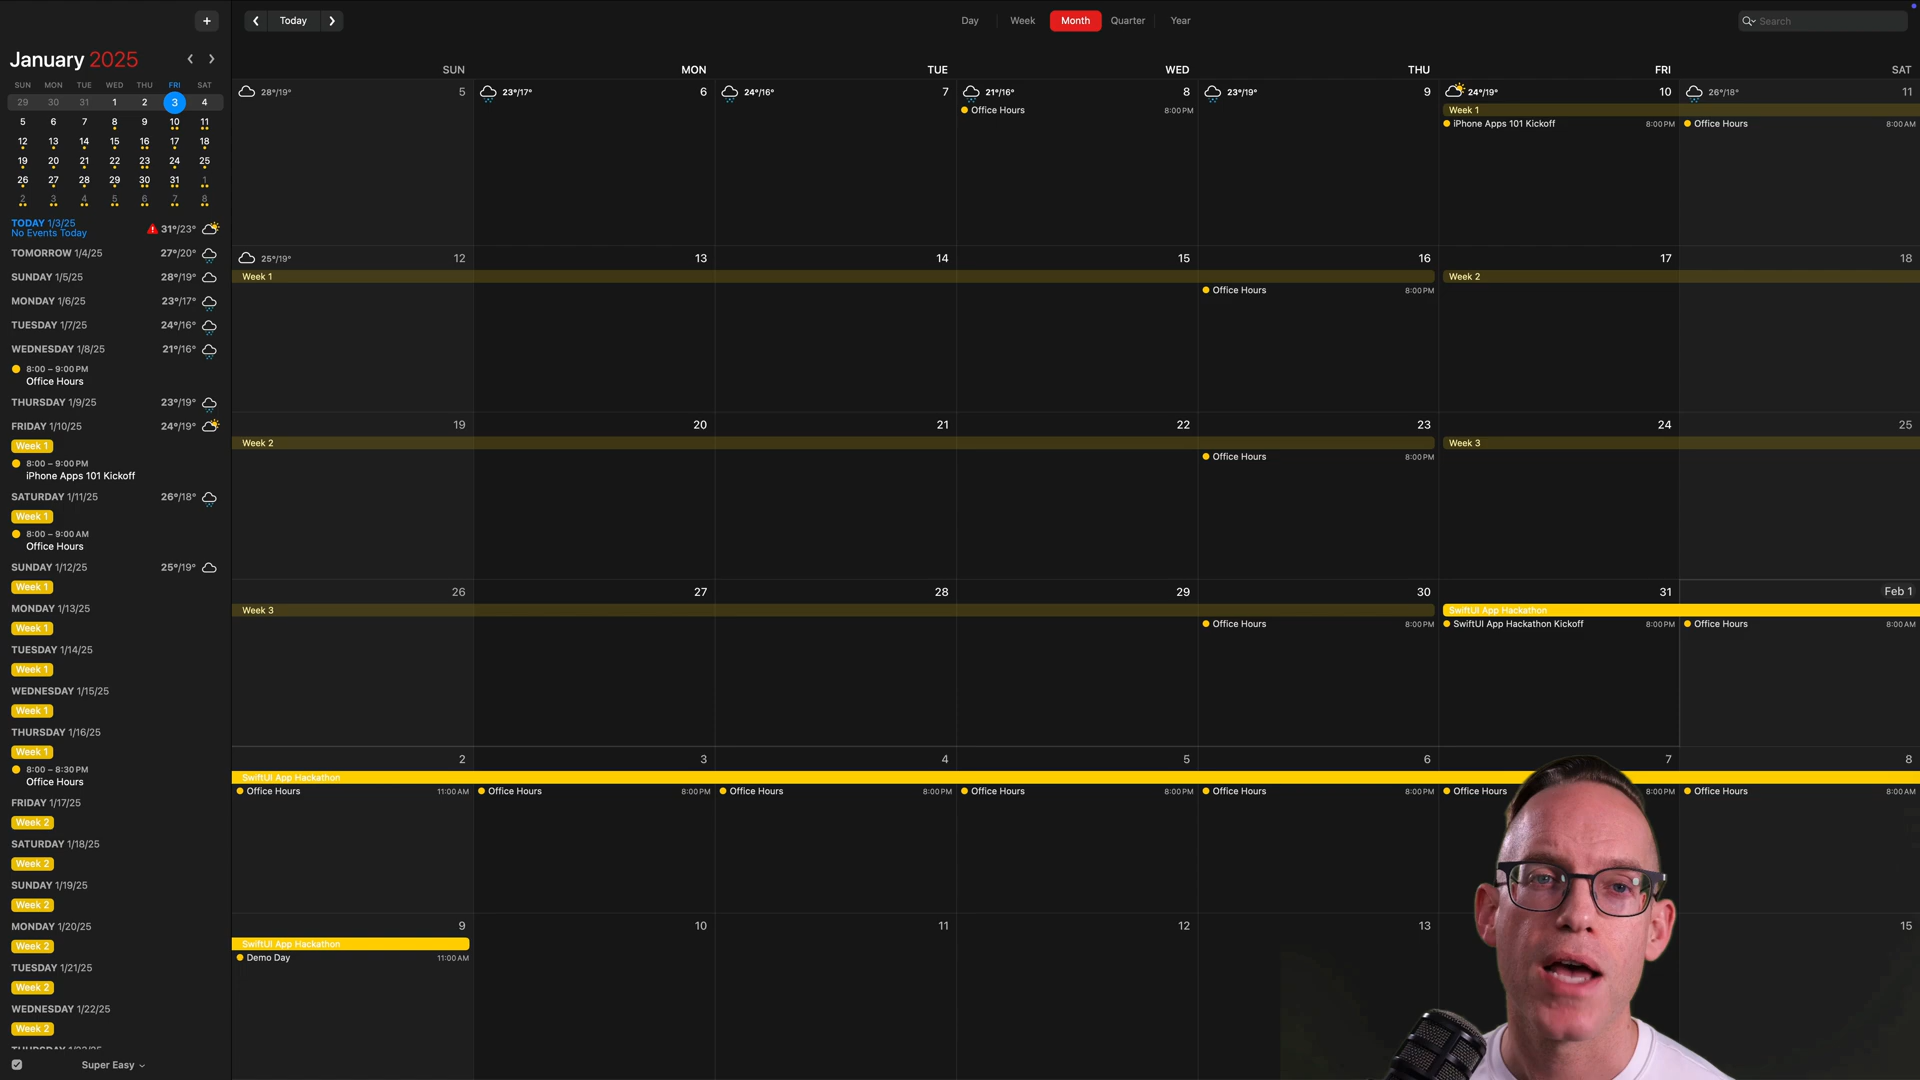 Today
Day
Week
Month
Quarter
Year
Search
January 2025
SUN MON TUE WED THU FRI SAT
29 30 31 1 2 3 4
5 6 7 8 9 10 11
12 13 14 15 16 17 18
19 20 21 22 23 24 25
26 27 28 29 30 31 1
2 3 4 5 6 7 8
TODAY 1/3/25
No Events Today
31°/23°
TOMORROW 1/4/25 27°/20°
SUNDAY 1/5/25 28°/19°
MONDAY 1/6/25 23°/17°
TUESDAY 1/7/25 24°/16°
WEDNESDAY 1/8/25 21°/16°
8:00 – 9:00 PM
Office Hours
THURSDAY 1/9/25 23°/19°
FRIDAY 1/10/25 24°/19°
Week 1
8:00 – 9:00 PM
iPhone Apps 101 Kickoff
SATURDAY 1/11/25 26°/18°
Week 1
8:00 – 9:00 AM
Office Hours
SUNDAY 1/12/25 25°/19°
Week 1
MONDAY 1/13/25
Week 1
TUESDAY 1/14/25
Week 1
WEDNESDAY 1/15/25
Week 1
THURSDAY 1/16/25
Week 1
8:00 – 8:30 PM
Office Hours
FRIDAY 1/17/25
Week 2
SATURDAY 1/18/25
Week 2
SUNDAY 1/19/25
Week 2
MONDAY 1/20/25
Week 2
TUESDAY 1/21/25
Week 2
WEDNESDAY 1/22/25
Week 2
Super Easy
SUN MON TUE WED THU FRI SAT
28°/19° 5 23°/17° 6 24°/16° 7 21°/16° 8 23°/19° 9 24°/19° 10 26°/18° 11
Office Hours 8:00 PM
Week 1
iPhone Apps 101 Kickoff 8:00 PM
Office Hours 8:00 AM
25°/19° 12 13 14 15 16 17 18
Week 1 Week 2
Office Hours 8:00 PM
19 20 21 22 23 24 25
Week 2 Week 3
Office Hours 8:00 PM
26 27 28 29 30 31 Feb 1
Week 3 SwiftUI App Hackathon
Office Hours 8:00 PM SwiftUI App Hackathon Kickoff 8:00 PM Office Hours 8:00 AM
2 3 4 5 6 7 8
SwiftUI App Hackathon
Office Hours 11:00 AM Office Hours 8:00 PM Office Hours 8:00 PM Office Hours 8:00 PM Office Hours 8:00 PM Office Hours 8:00 PM Office Hours 8:00 AM
9 10 11 12 13 15
SwiftUI App Hackathon
Demo Day 11:00 AM